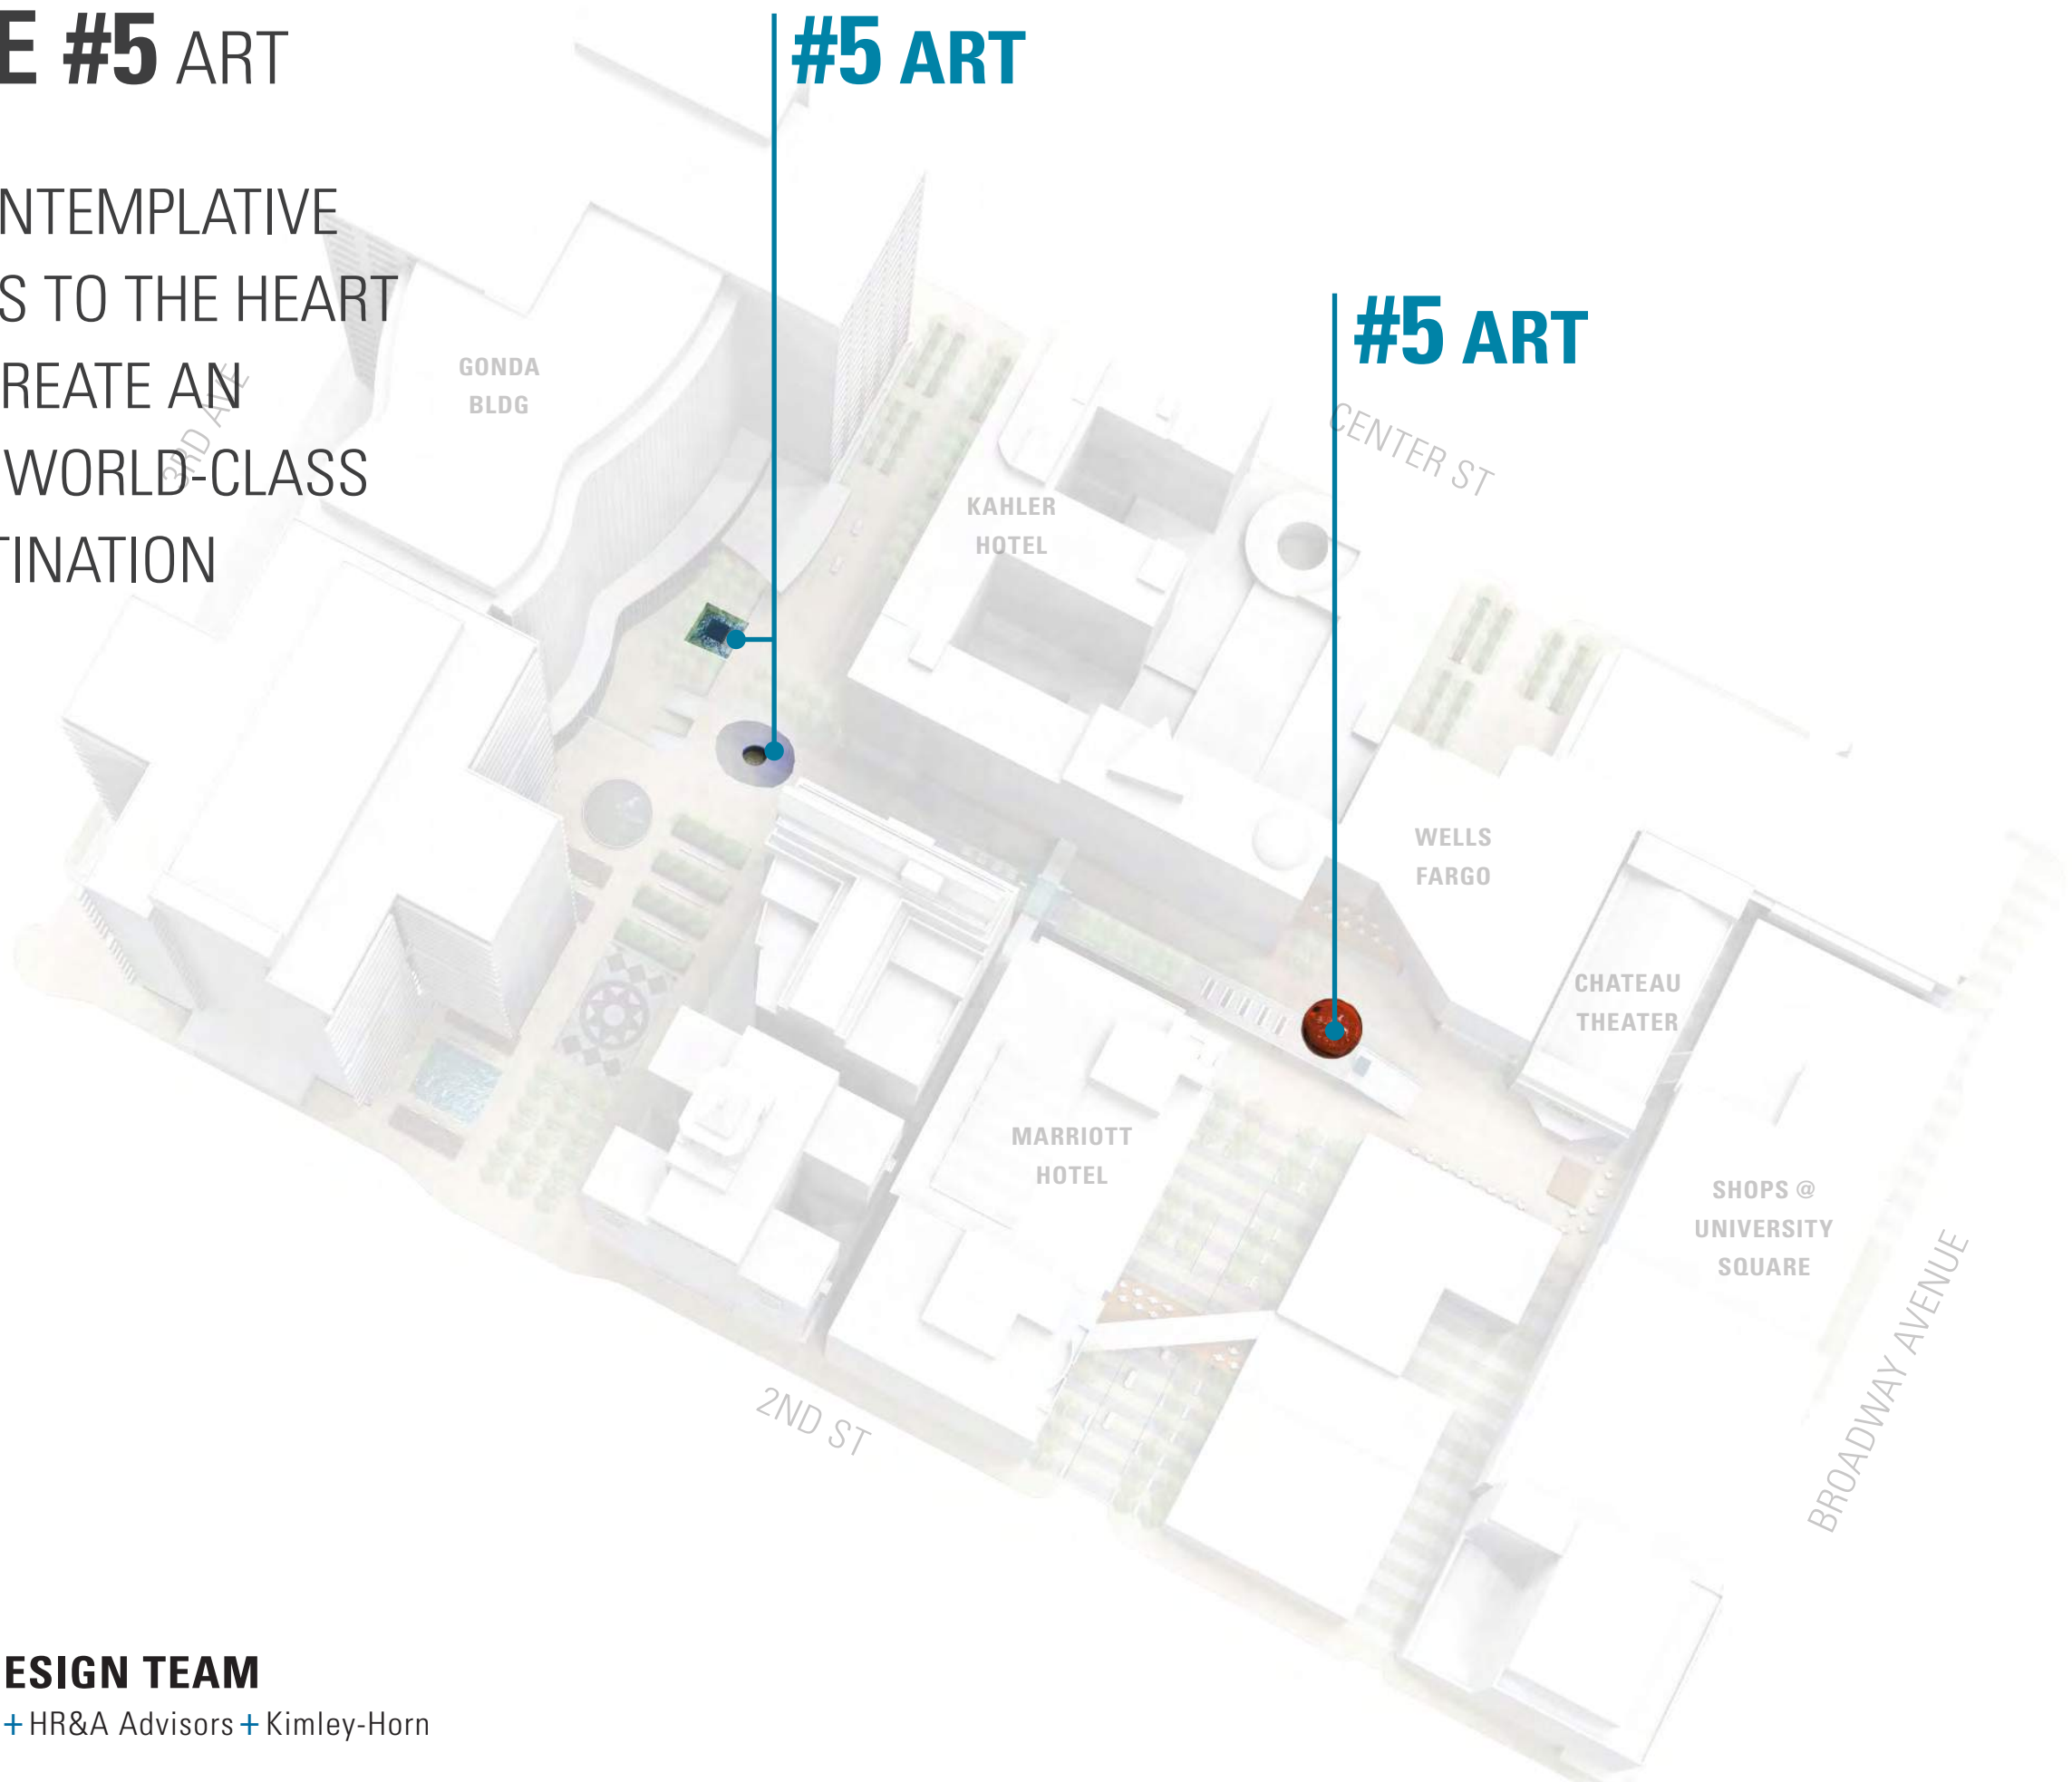 E #5 ART
NTEMPLATIVE
S TO THE HEART
REATE AN
WORLD-CLASS
TINATION
#5 ART
#5 ART
3RD AVE
GONDA
BLDG
CENTER ST
KAHLER
HOTEL
WELLS
FARGO
CHATEAU
THEATER
MARRIOTT
HOTEL
SHOPS @
UNIVERSITY
SQUARE
2ND ST
BROADWAY AVENUE
ESIGN TEAM
+ HR&A Advisors + Kimley-Horn